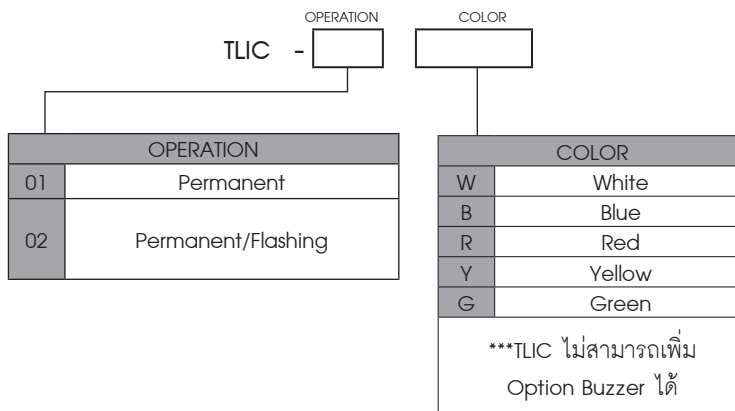 OPERATION COLOR
TLIC -
OPERATION
01 Permanent
02 Permanent/Flashing
COLOR
W White
B Blue
R Red
Y Yellow
G Green
***TLIC ไม่สามารถเพิ่ม
Option Buzzer ได้